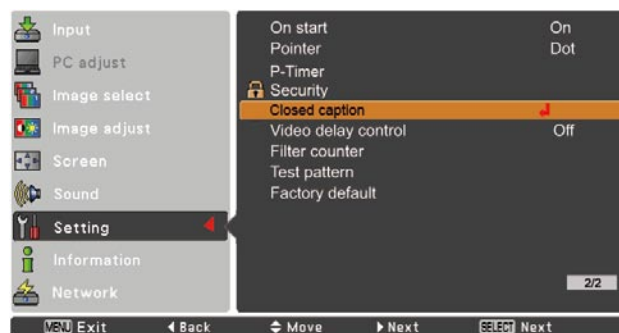 Input
PC adjust
Image select
Image adjust
Screen
Sound
Setting
Information
Network
On start On
Pointer Dot
P-Timer
Security
Closed caption
Video delay control Off
Filter counter
Test pattern
Factory default
2/2
MENU Exit Back Move Next SELECT Next